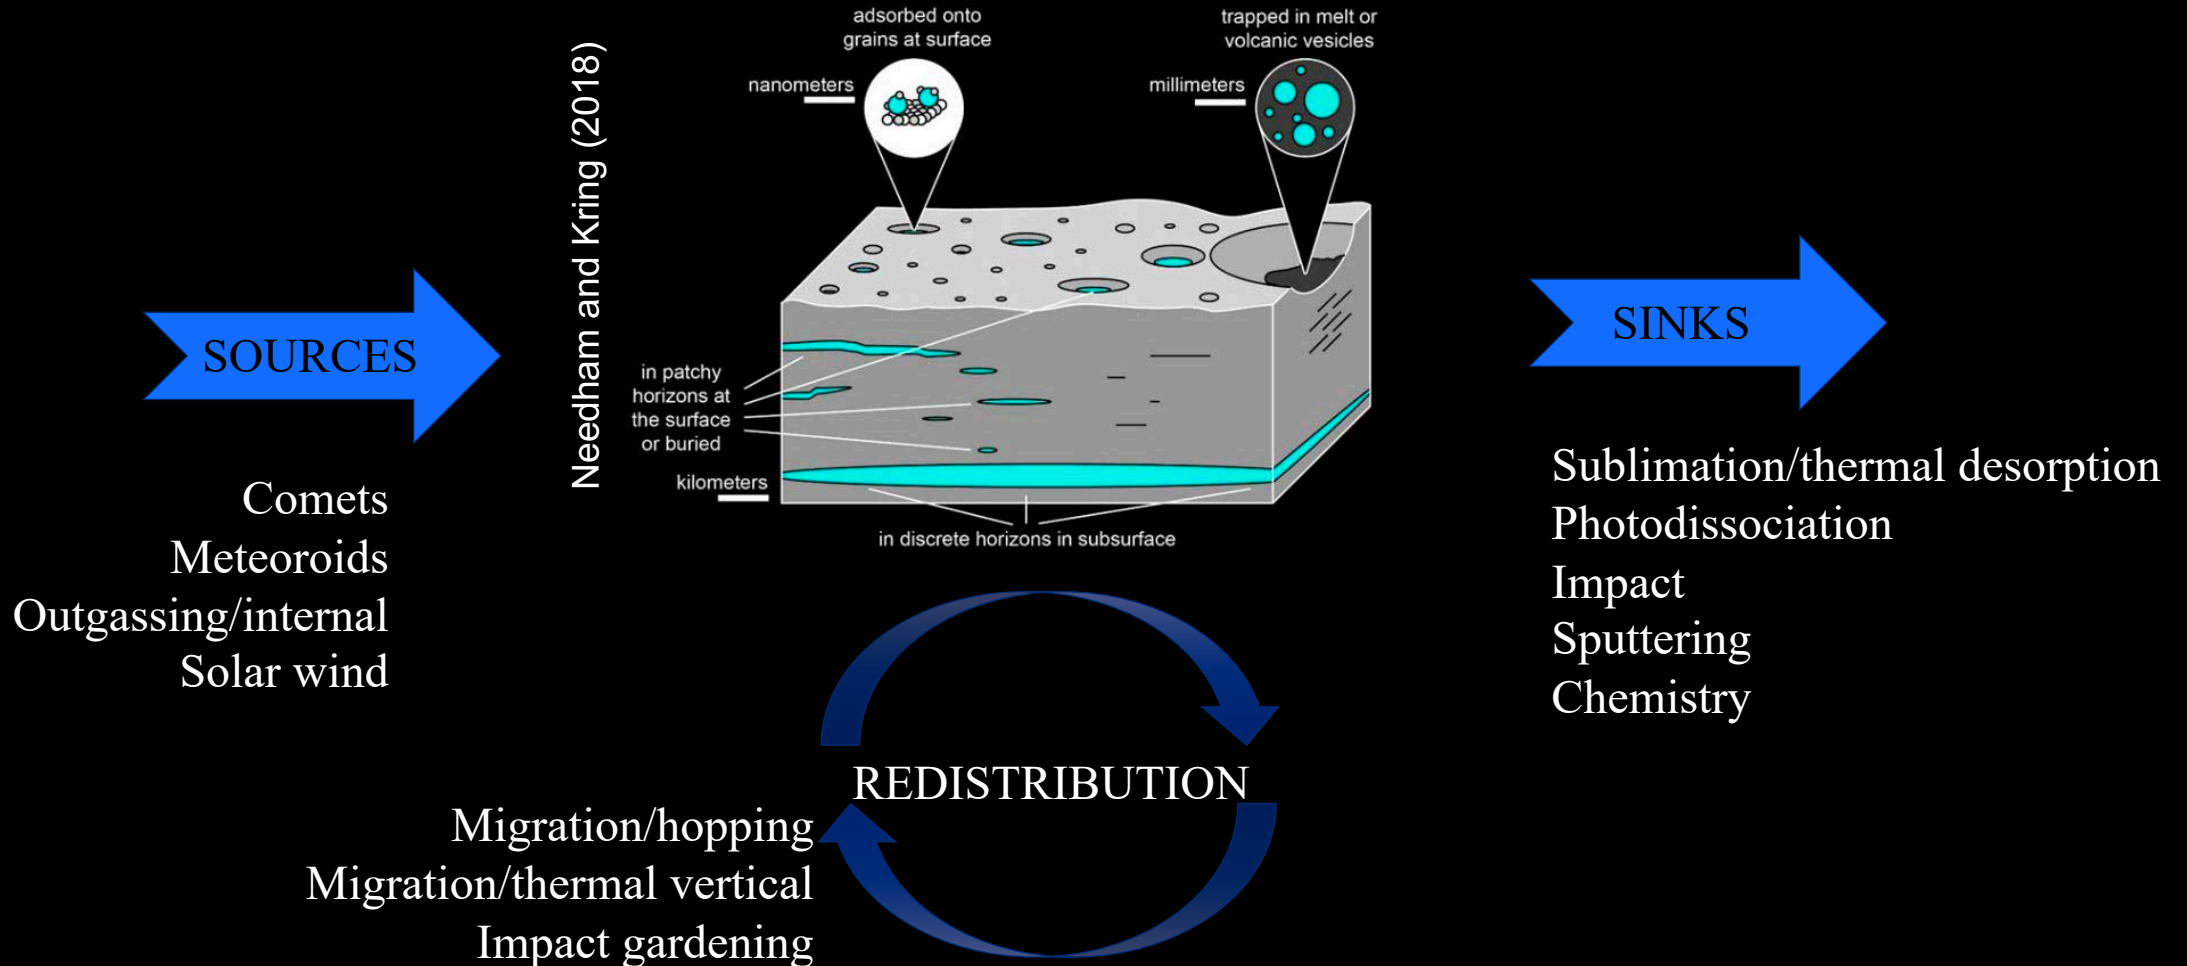 adsorbed onto
grains at surface
nanometers
trapped in melt or
volcanic vesicles
millimeters
Needham and Kring (2018)
SOURCES
Comets
Meteoroids
Outgassing/internal
Solar wind
in patchy
horizons at
the surface
or buried
kilometers
in discrete horizons in subsurface
SINKS
Sublimation/thermal desorption
Photodissociation
Impact
Sputtering
Chemistry
REDISTRIBUTION
Migration/hopping
Migration/thermal vertical
Impact gardening